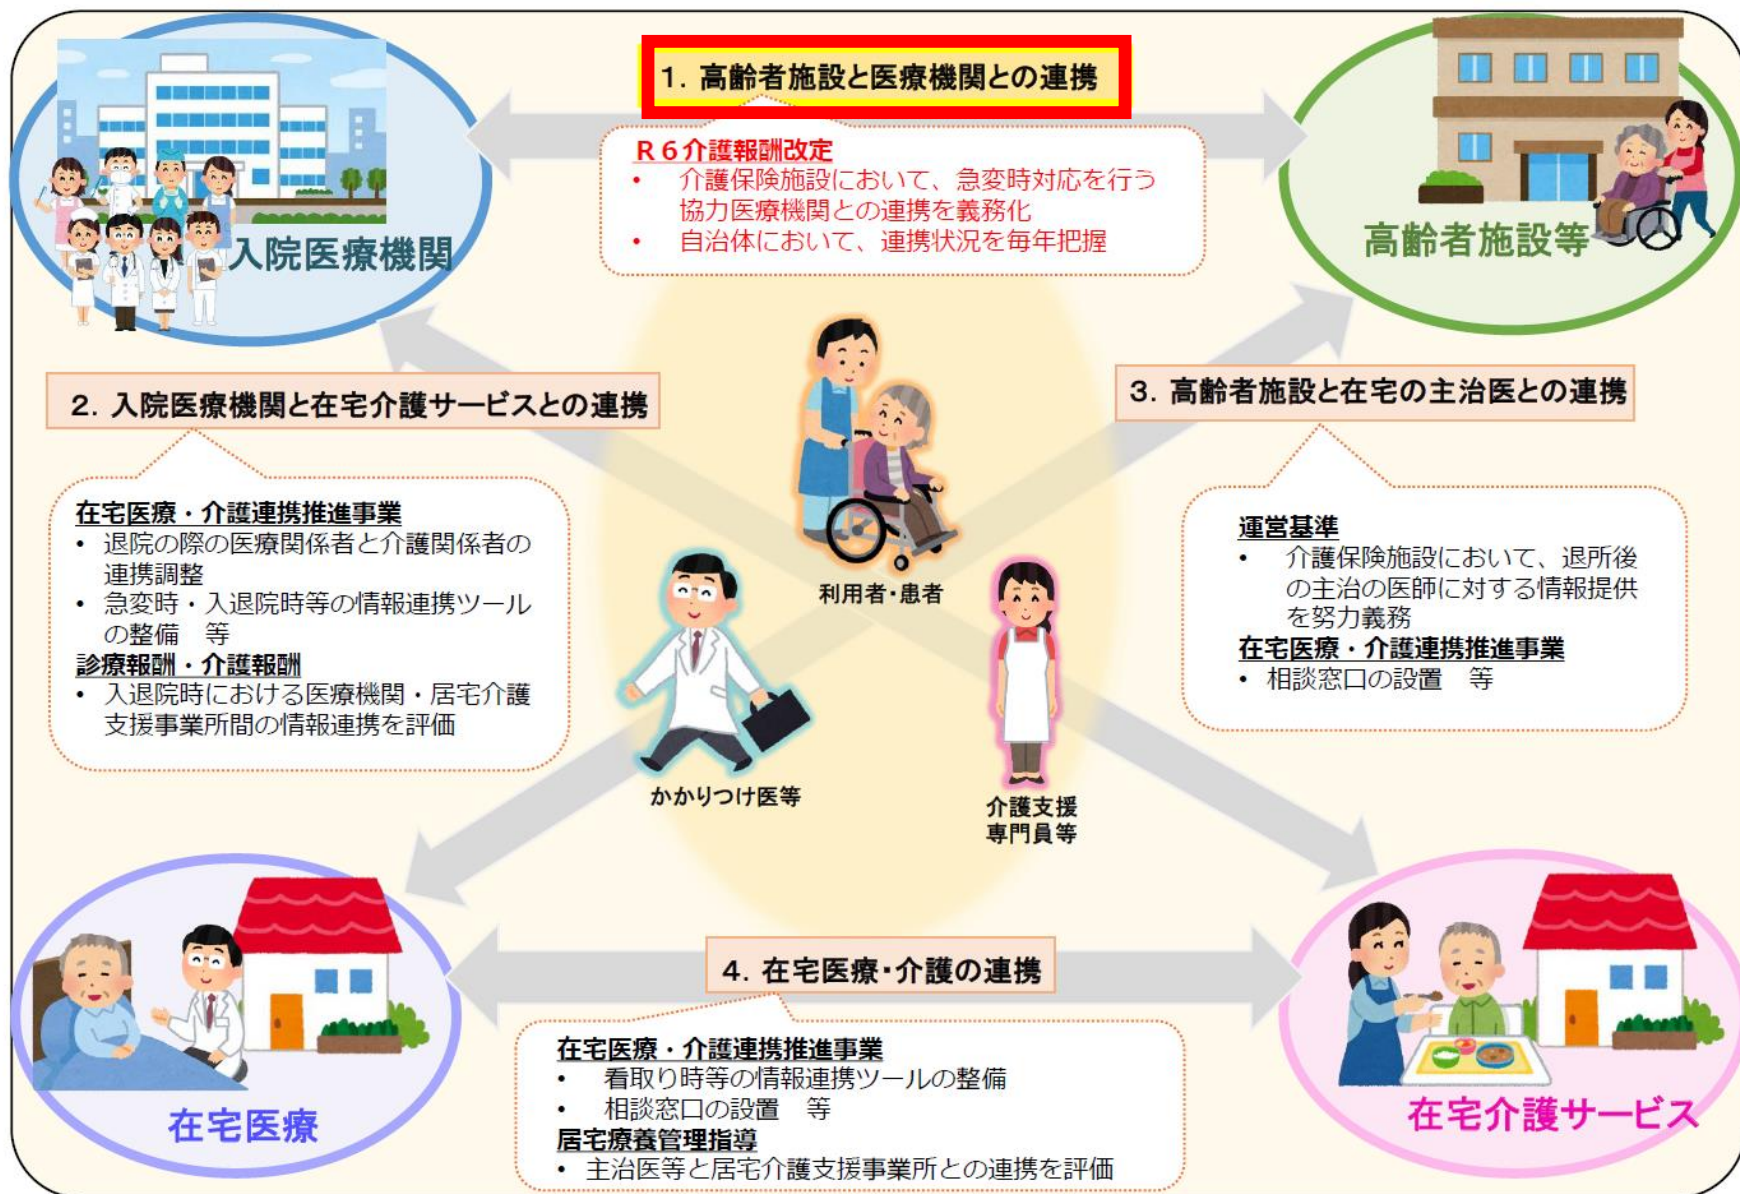 1. 高齢者施設と医療機関との連携
R6介護報酬改定
• 介護保険施設において、急変時対応を行う
協力医療機関との連携を義務化
• 自治体において、連携状況を毎年把握
入院医療機関
高齢者施設等
2. 入院医療機関と在宅介護サービスとの連携
在宅医療・介護連携推進事業
• 退院の際の医療関係者と介護関係者の
連携調整
• 急変時・入退院時等の情報連携ツール
の整備 等
診療報酬・介護報酬
• 入退院時における医療機関・居宅介護
支援事業所間の情報連携を評価
3. 高齢者施設と在宅の主治医との連携
運営基準
• 介護保険施設において、退所後
の主治の医師に対する情報提供
を努力義務
在宅医療・介護連携推進事業
• 相談窓口の設置 等
利用者・患者
かかりつけ医等
介護支援
専門員等
4. 在宅医療・介護の連携
在宅医療・介護連携推進事業
• 看取り時等の情報連携ツールの整備
• 相談窓口の設置 等
居宅療養管理指導
• 主治医等と居宅介護支援事業所との連携を評価
在宅医療
在宅介護サービス